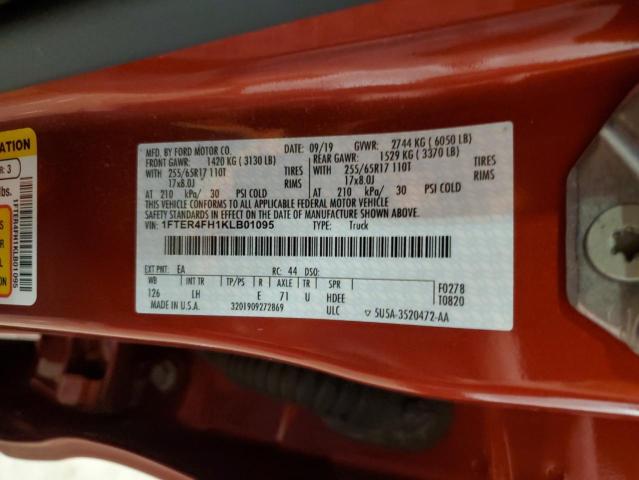 ATION
R: 3
lbs.
1FTER4FH1KLB01095
MFD. BY FORD MOTOR CO.
DATE: 09/19 GVWR: 2744 KG ( 6050 LB)
FRONT GAWR: 1420 KG ( 3130 LB) REAR GAWR: 1529 KG ( 3370 LB)
WITH 255/65R17 110T TIRES WITH 255/65R17 110T TIRES
17x8.0J RIMS 17x8.0J RIMS
AT 210 kPa/ 30 PSI COLD AT 210 kPa/ 30 PSI COLD
THIS VEHICLE CONFORMS TO ALL APPLICABLE FEDERAL MOTOR VEHICLE
SAFETY STANDARDS IN EFFECT ON THE DATE OF MANUFACTURE SHOWN ABOVE.
VIN: 1FTER4FH1KLB01095 TYPE: Truck
EXT PNT: EA RC: 44 DSO:
WB INT TR TP/PS R AXLE TR SPR F0278
126 LH E 71 U HDEE T0820
MADE IN U.S.A. 3201909272869 ULC 5U5A-3520472-AA